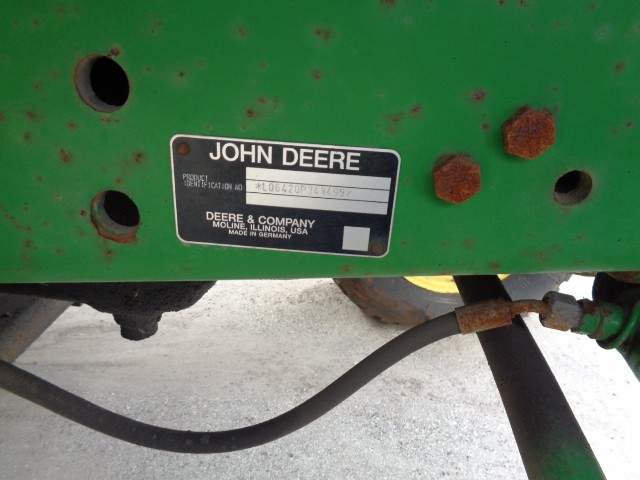 JOHN DEERE
PRODUCT
IDENTIFICATION NO
DEERE & COMPANY
MOLINE, ILLINOIS, USA
MADE IN GERMANY